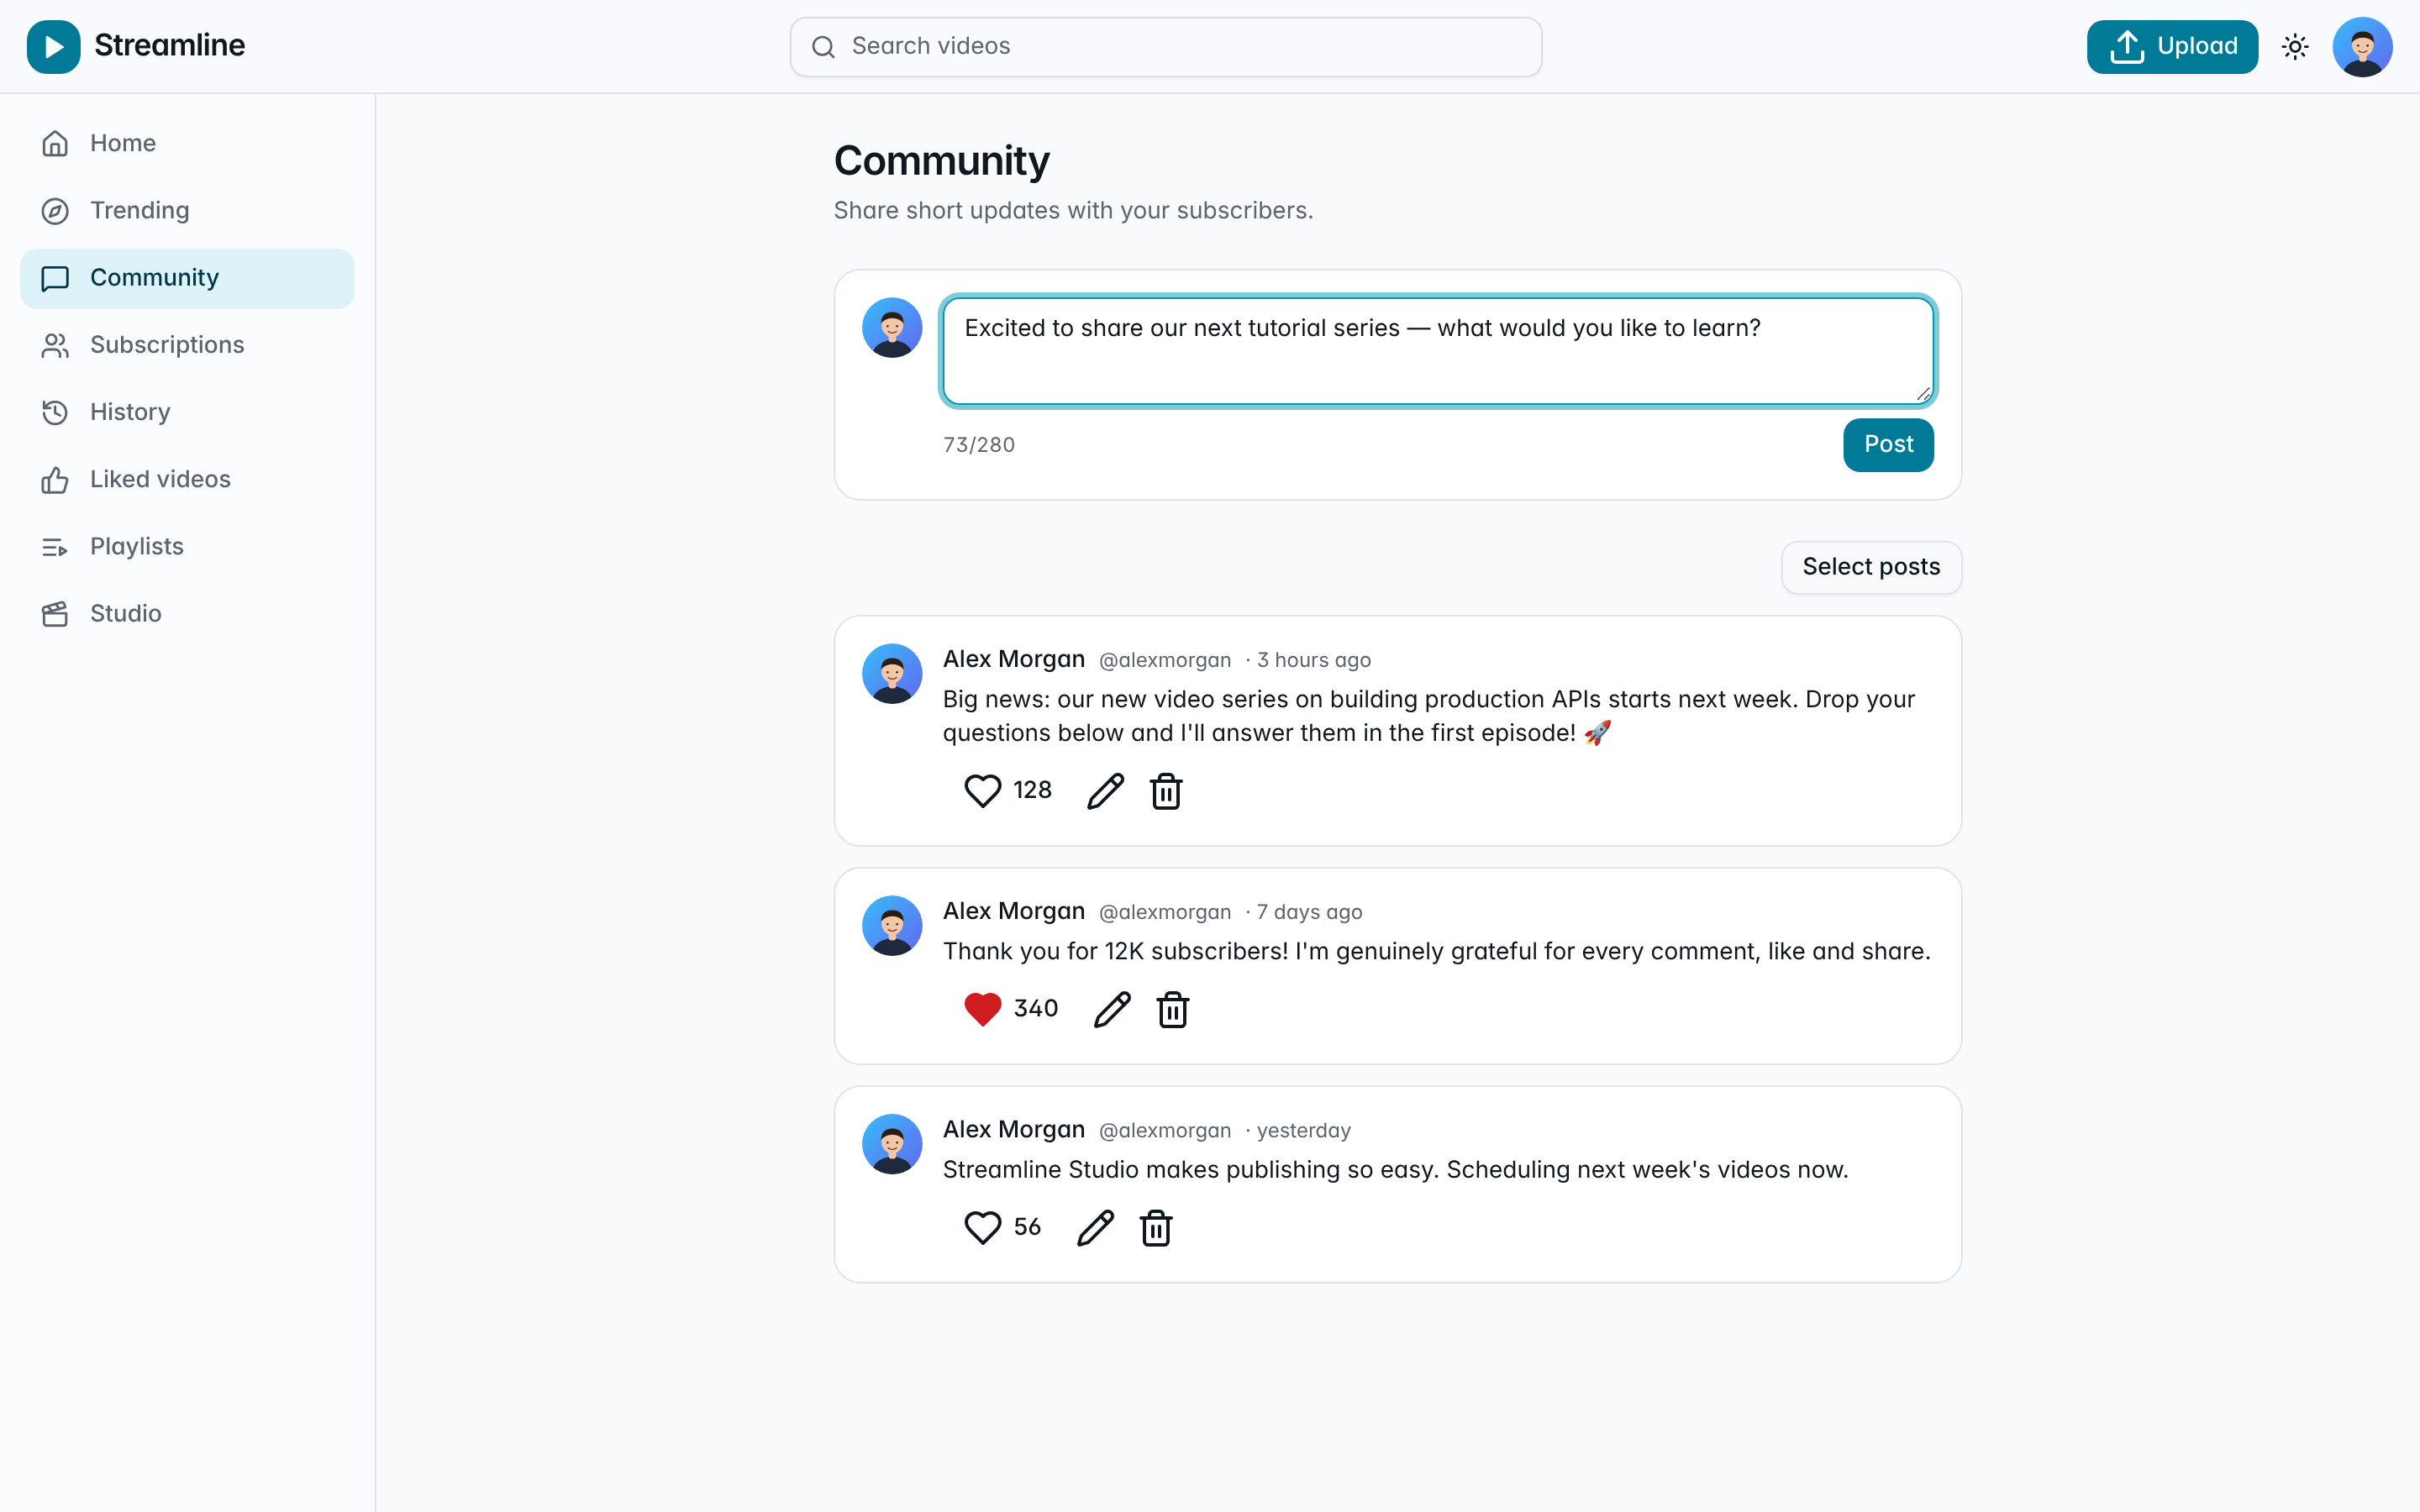 Streamline
Search videos
Upload
Home
Trending
Community
Subscriptions
History
Liked videos
Playlists
Studio
Community
Share short updates with your subscribers.
Excited to share our next tutorial series — what would you like to learn?
73/280
Post
Select posts
Alex Morgan @alexmorgan · 3 hours ago
Big news: our new video series on building production APIs starts next week. Drop your
questions below and I'll answer them in the first episode! 🚀
128
Alex Morgan @alexmorgan · 7 days ago
Thank you for 12K subscribers! I'm genuinely grateful for every comment, like and share.
340
Alex Morgan @alexmorgan · yesterday
Streamline Studio makes publishing so easy. Scheduling next week's videos now.
56